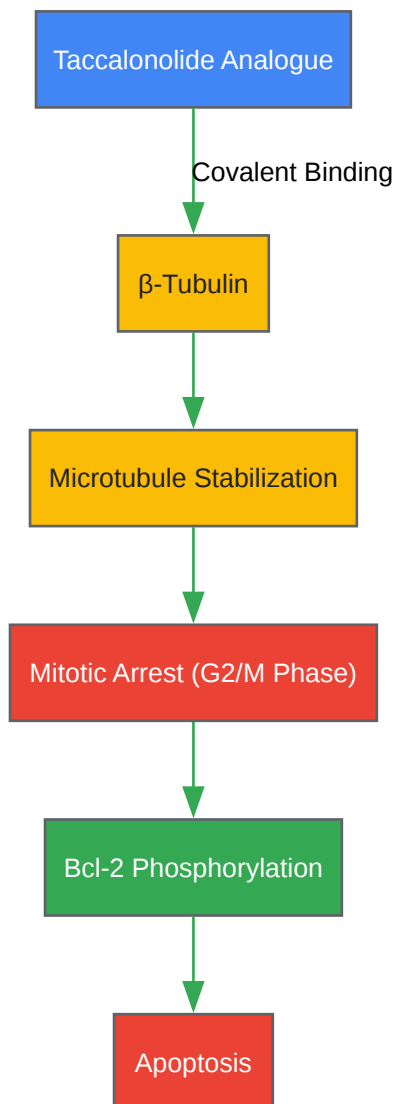 Taccalonolide Analogue
Covalent Binding
β-Tubulin
Microtubule Stabilization
Mitotic Arrest (G2/M Phase)
Bcl-2 Phosphorylation
Apoptosis